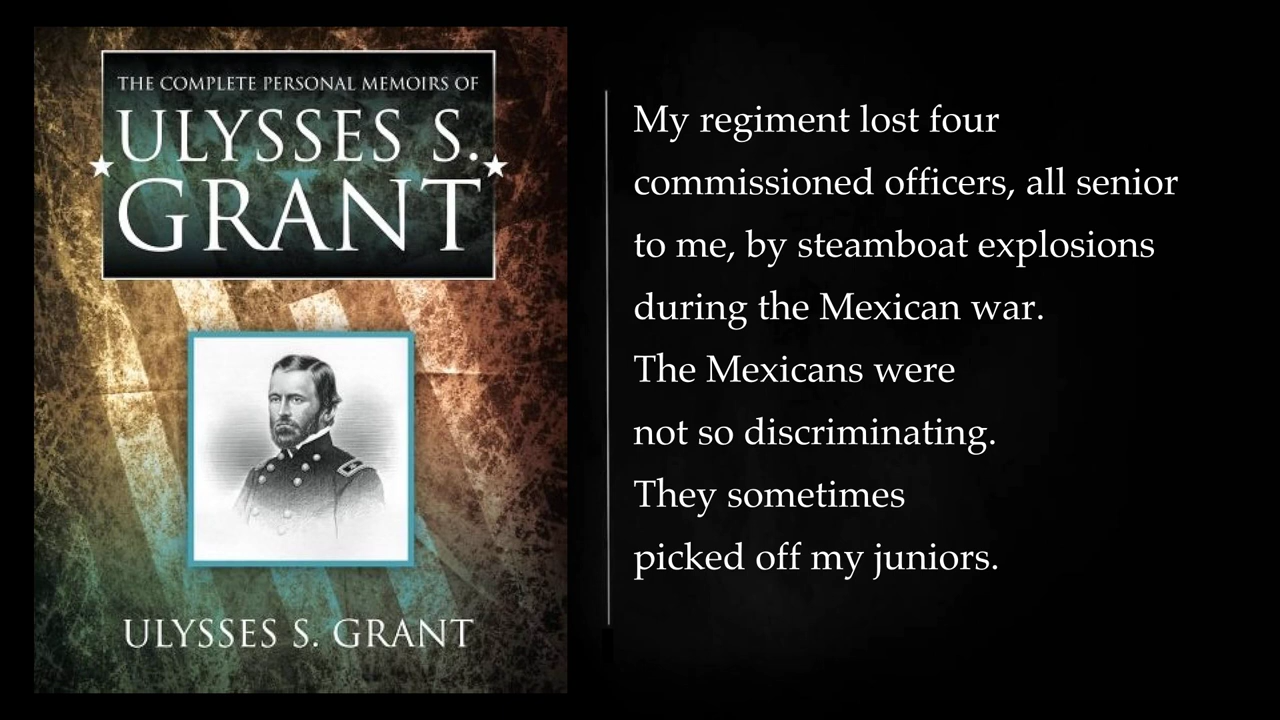 THE COMPLETE PERSONAL MEMOIRS OF
ULYSSES S.
GRANT
ULYSSES S. GRANT
My regiment lost four
commissioned officers, all senior
to me, by steamboat explosions
during the Mexican war.
The Mexicans were
not so discriminating.
They sometimes
picked off my juniors.